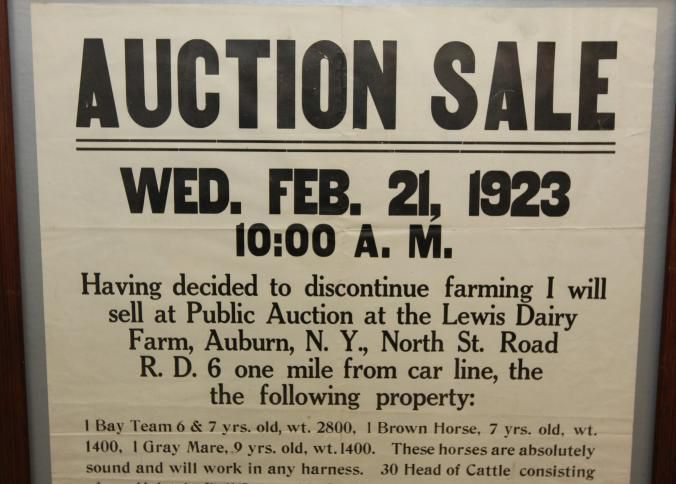 AUCTION SALE
WED. FEB. 21, 1923
10:00 A. M.
Having decided to discontinue farming I will
sell at Public Auction at the Lewis Dairy
Farm, Auburn, N. Y., North St. Road
R. D. 6 one mile from car line, the
the following property:
1 Bay Team 6 & 7 yrs. old, wt. 2800, 1 Brown Horse, 7 yrs. old, wt.
1400, 1 Gray Mare, 9 yrs. old, wt. 1400. These horses are absolutely
sound and will work in any harness. 30 Head of Cattle consisting